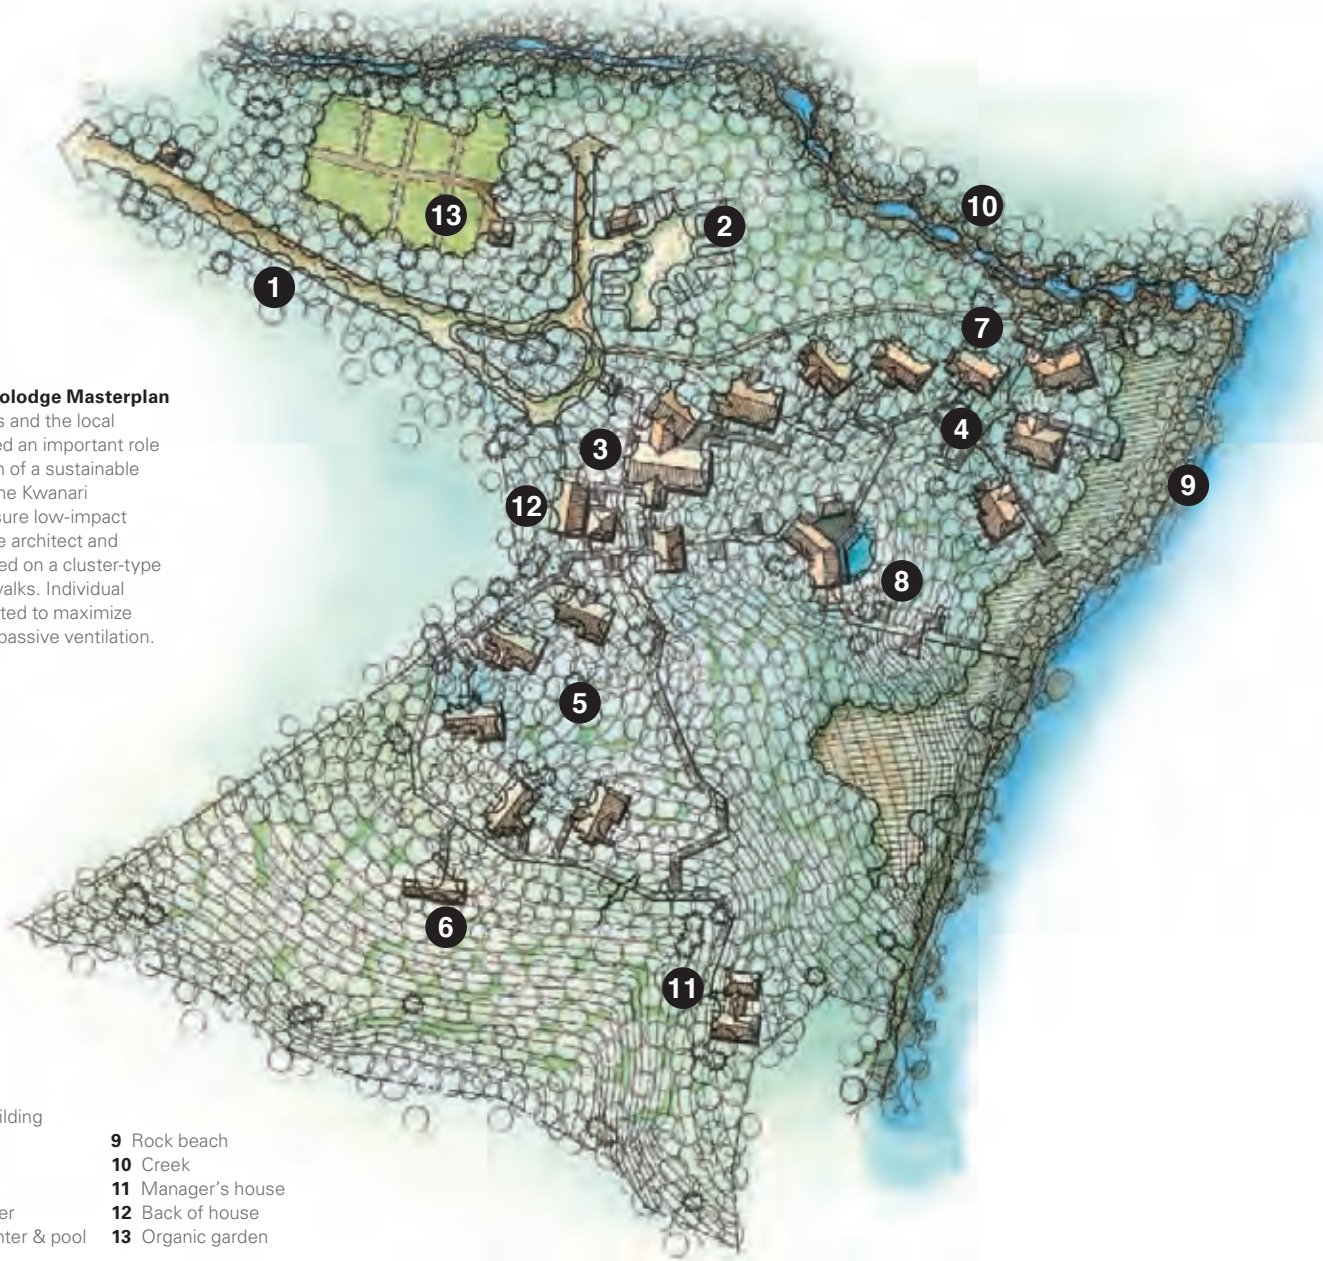 olodge Masterplan
s and the local
ed an important role
n of a sustainable
ne Kwanari
sure low-impact
e architect and
ed on a cluster-type
valks. Individual
ted to maximize
passive ventilation.
13
2
10
1
7
3
4
12
9
8
5
6
11
ilding
er
nter & pool
9 Rock beach
10 Creek
11 Manager's house
12 Back of house
13 Organic garden